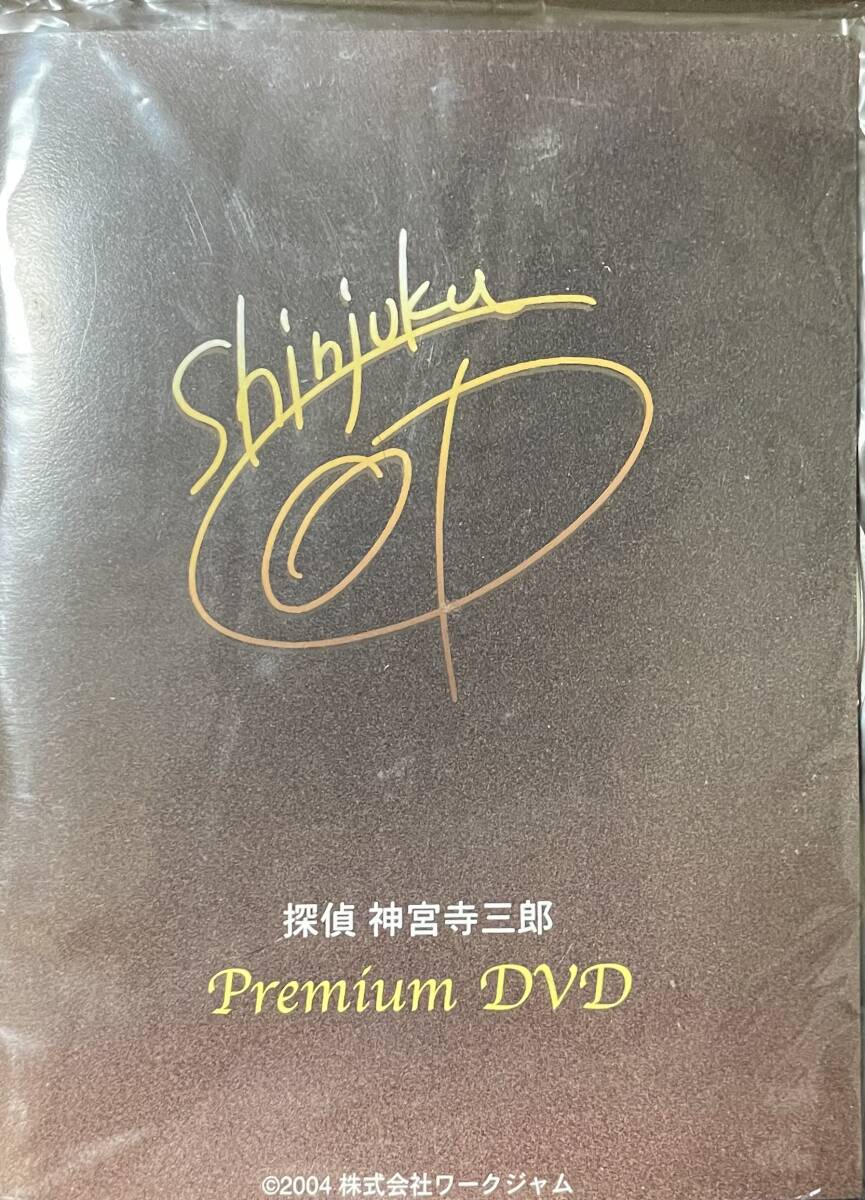 Shinjuku
探偵 神宮寺三郎
Premium DVD
©2004 株式会社ワークジャム